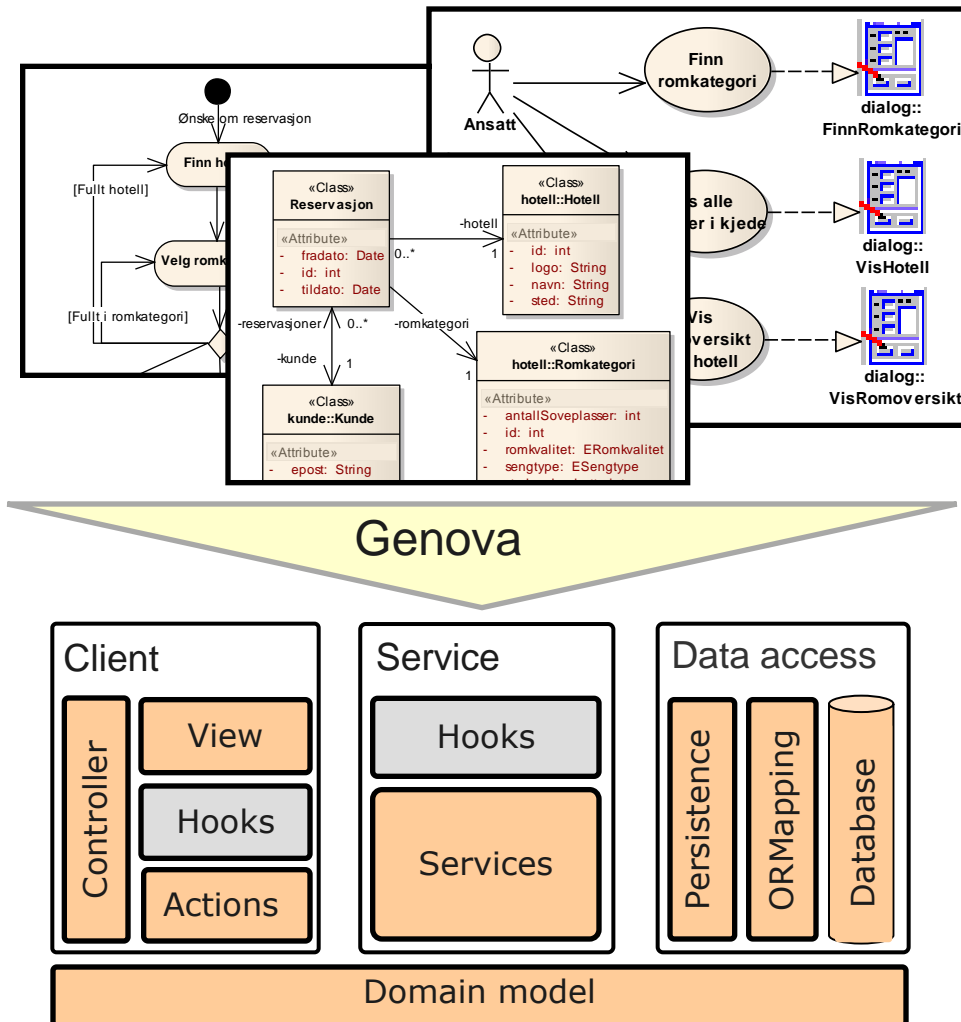 Ønske om reservasjon
Finn
[Fullt hotell]
Velg
[Fullt i romkategori]
Ansatt
Finn
romkategori
dialog::
FinnRomkategori
alle
i kjede
dialog::
VisHotell
Vis
hotell
dialog::
VisRomoversikt
«Class»
Reservasjon
«Attribute»
- fradato: Date
- id: int
- tildato: Date
«Class»
hotell::Hotell
«Attribute»
- id: int
- logo: String
- navn: String
- sted: String
-hotell
0..*
1
-reservasjoner
0..*
-romkategori
-kunde
1
1
«Class»
kunde::Kunde
«Attribute»
- epost: String
«Class»
hotell::Romkategori
«Attribute»
- antallSoveplasser: int
- id: int
- romkvalitet: ERomkvalitet
- sengtype: ESengtype
Genova
Client
Controller
View
Hooks
Actions
Service
Hooks
Services
Data access
Persistence
ORMapping
Database
Domain model